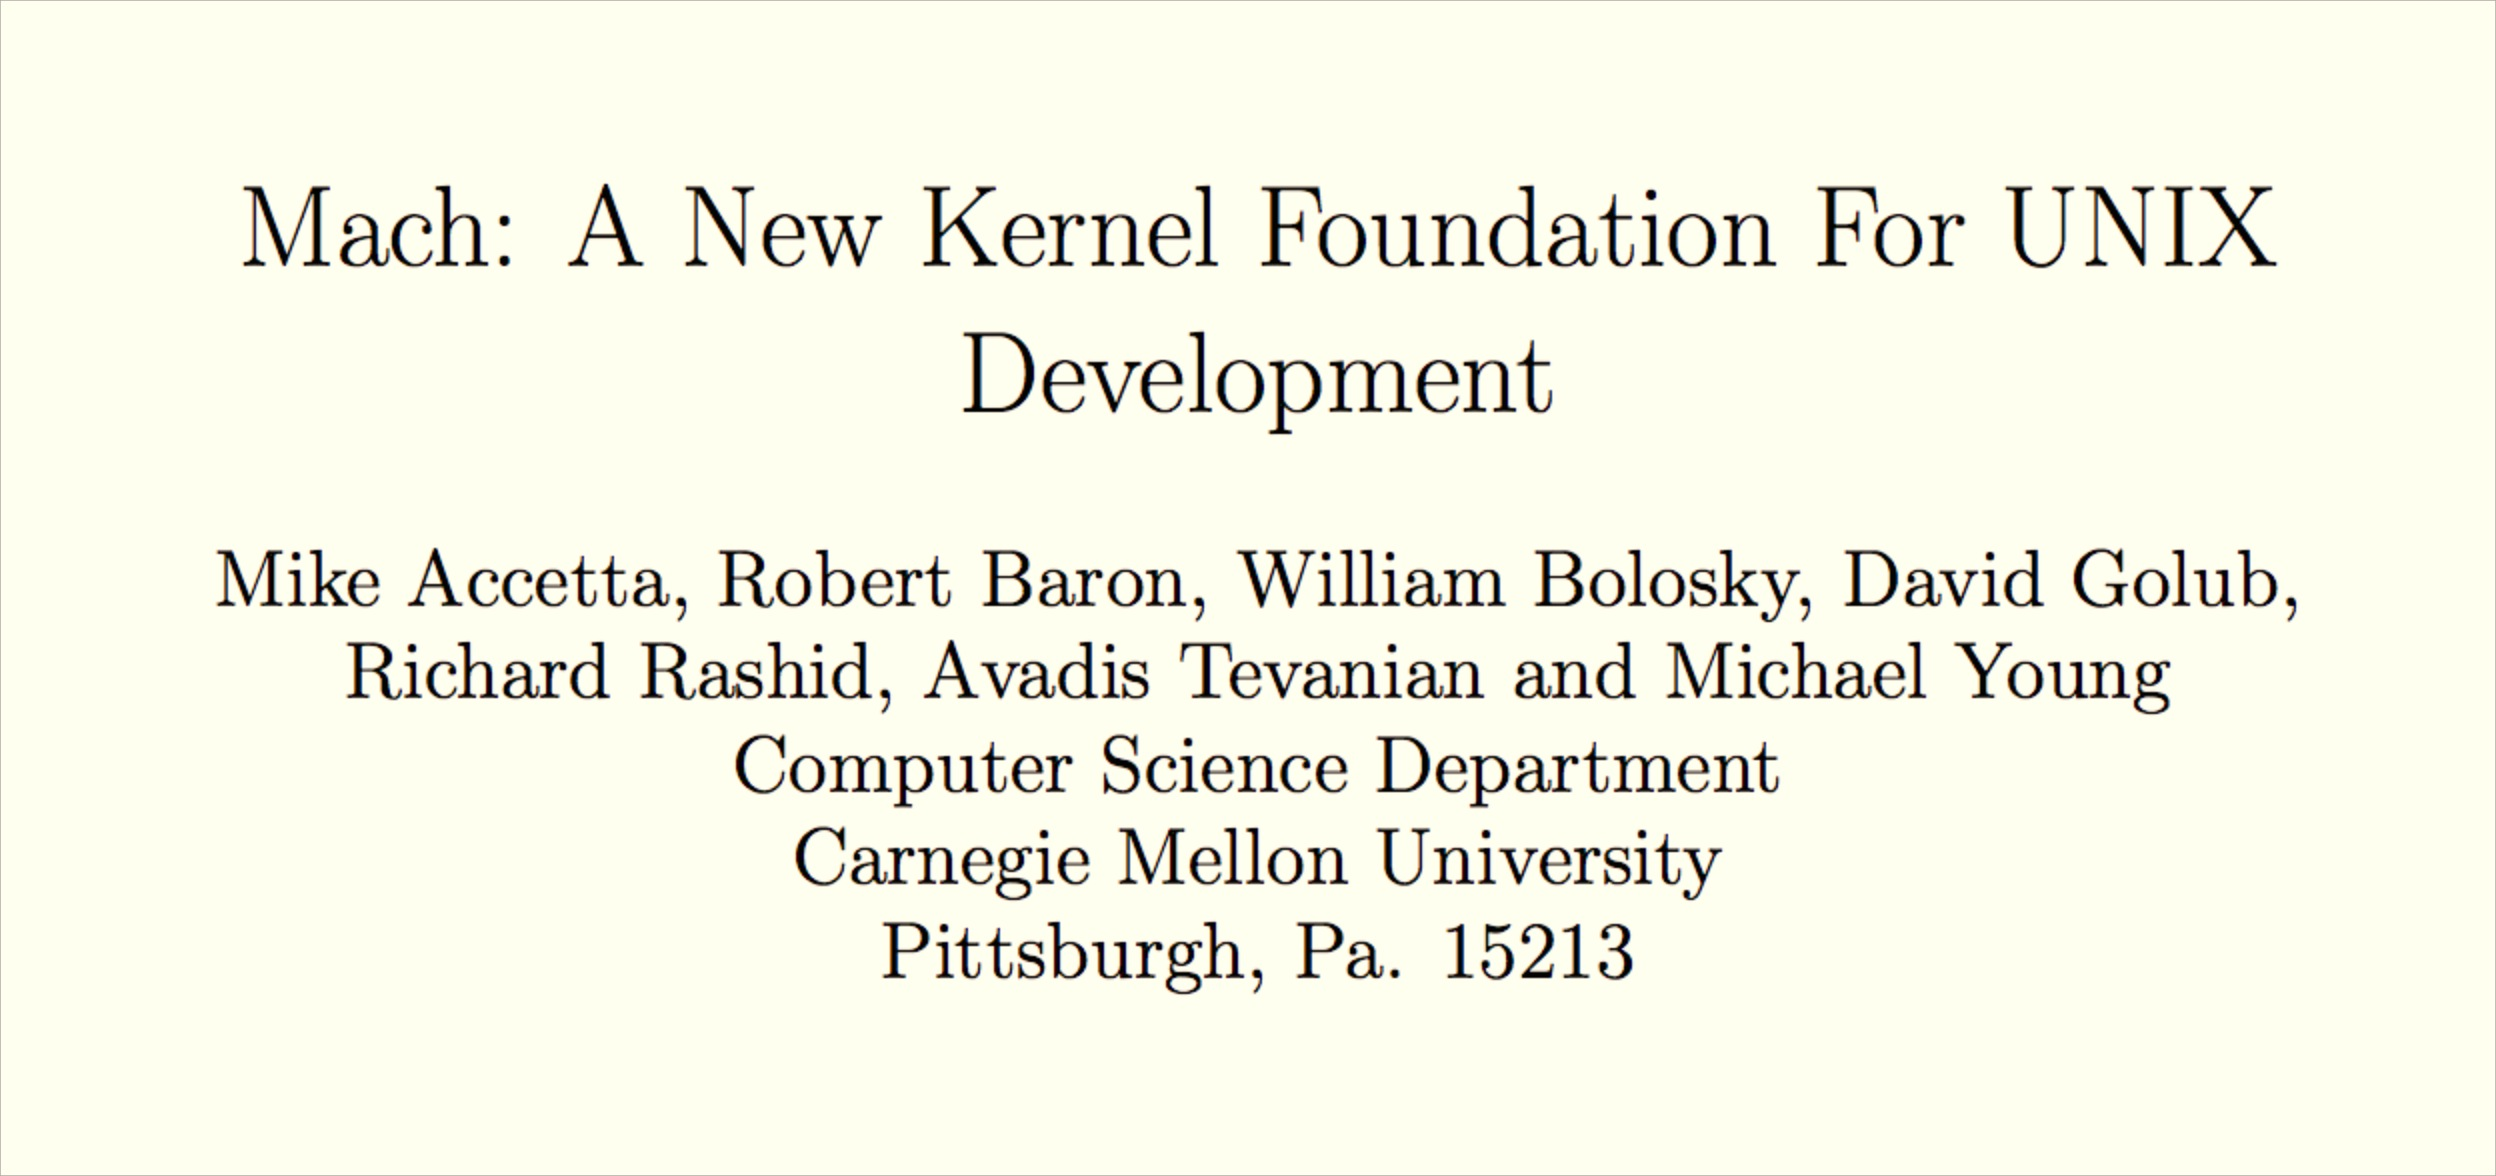 Mach: A New Kernel Foundation For UNIX
Development
Mike Accetta, Robert Baron, William Bolosky, David Golub,
Richard Rashid, Avadis Tevanian and Michael Young
Computer Science Department
Carnegie Mellon University
Pittsburgh, Pa. 15213